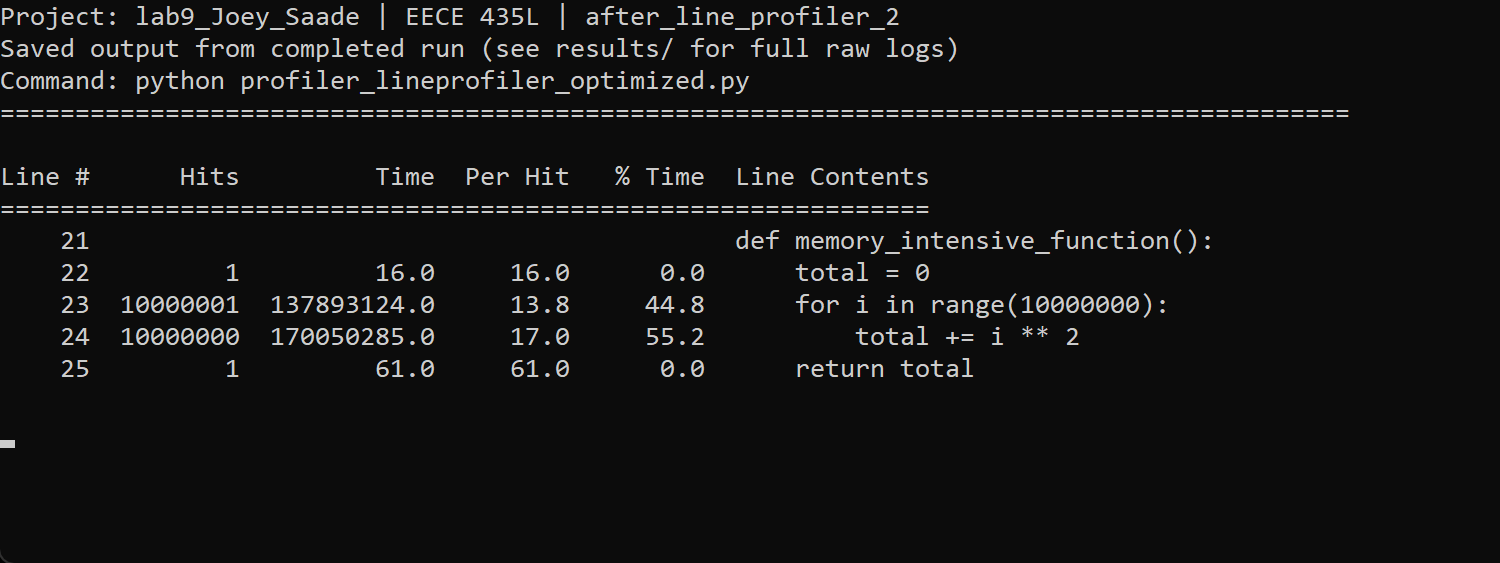 Project: lab9_Joey_Saade | EECE 435L | after_line_profiler_2
Saved output from completed run (see results/ for full raw logs)
Command: python profiler_lineprofiler_optimized.py
==========================================================================================

Line #      Hits         Time  Per Hit   % Time  Line Contents
==============================================================
    21                                           def memory_intensive_function():
    22         1         16.0     16.0      0.0      total = 0
    23  10000001  137893124.0     13.8     44.8      for i in range(10000000):
    24  10000000  170050285.0     17.0     55.2          total += i ** 2
    25         1         61.0     61.0      0.0      return total